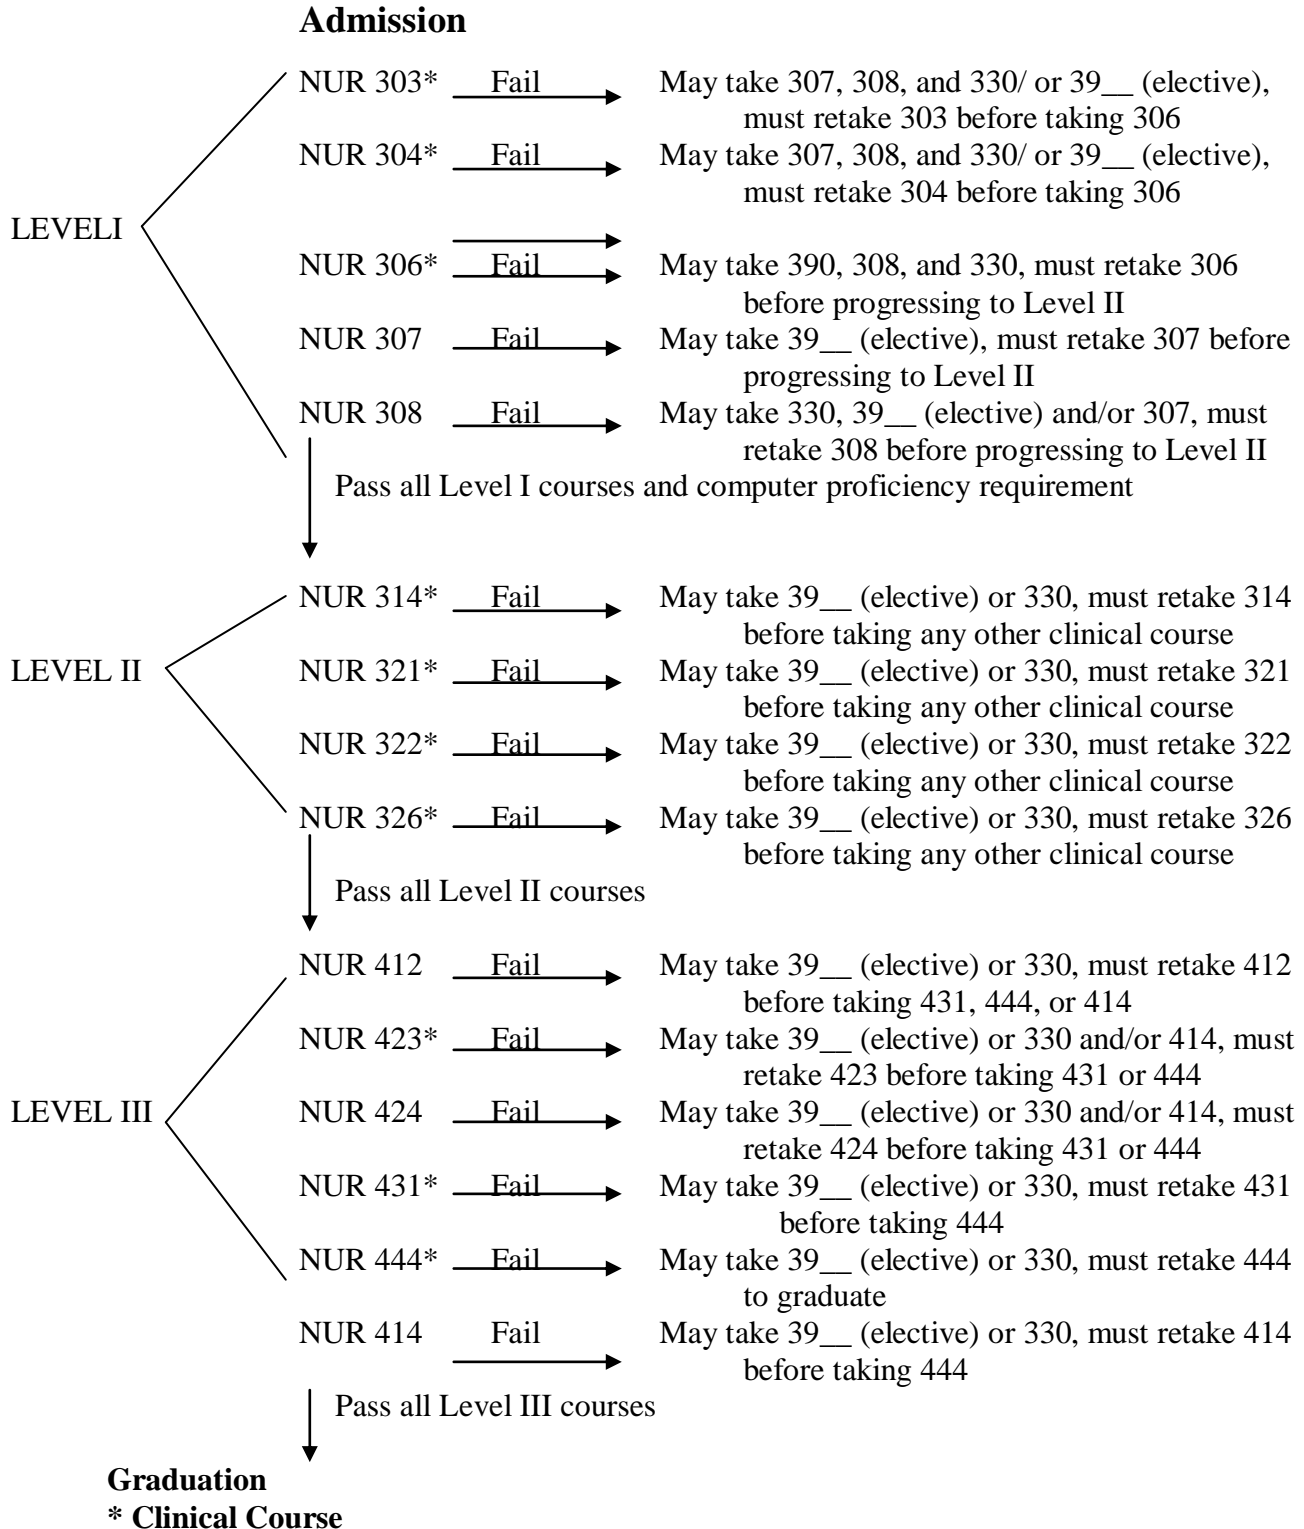 Admission
NUR 303* Fail May take 307, 308, and 330/ or 39__ (elective),
must retake 303 before taking 306
NUR 304* Fail May take 307, 308, and 330/ or 39__ (elective),
must retake 304 before taking 306
LEVELI
NUR 306* Fail May take 390, 308, and 330, must retake 306
before progressing to Level II
NUR 307 Fail May take 39__ (elective), must retake 307 before
progressing to Level II
NUR 308 Fail May take 330, 39__ (elective) and/or 307, must
retake 308 before progressing to Level II
Pass all Level I courses and computer proficiency requirement
NUR 314* Fail May take 39__ (elective) or 330, must retake 314
before taking any other clinical course
LEVEL II NUR 321* Fail May take 39__ (elective) or 330, must retake 321
before taking any other clinical course
NUR 322* Fail May take 39__ (elective) or 330, must retake 322
before taking any other clinical course
NUR 326* Fail May take 39__ (elective) or 330, must retake 326
before taking any other clinical course
Pass all Level II courses
NUR 412 Fail May take 39__ (elective) or 330, must retake 412
before taking 431, 444, or 414
NUR 423* Fail May take 39__ (elective) or 330 and/or 414, must
retake 423 before taking 431 or 444
LEVEL III NUR 424 Fail May take 39__ (elective) or 330 and/or 414, must
retake 424 before taking 431 or 444
NUR 431* Fail May take 39__ (elective) or 330, must retake 431
before taking 444
NUR 444* Fail May take 39__ (elective) or 330, must retake 444
to graduate
NUR 414 Fail May take 39__ (elective) or 330, must retake 414
before taking 444
Pass all Level III courses
Graduation
* Clinical Course